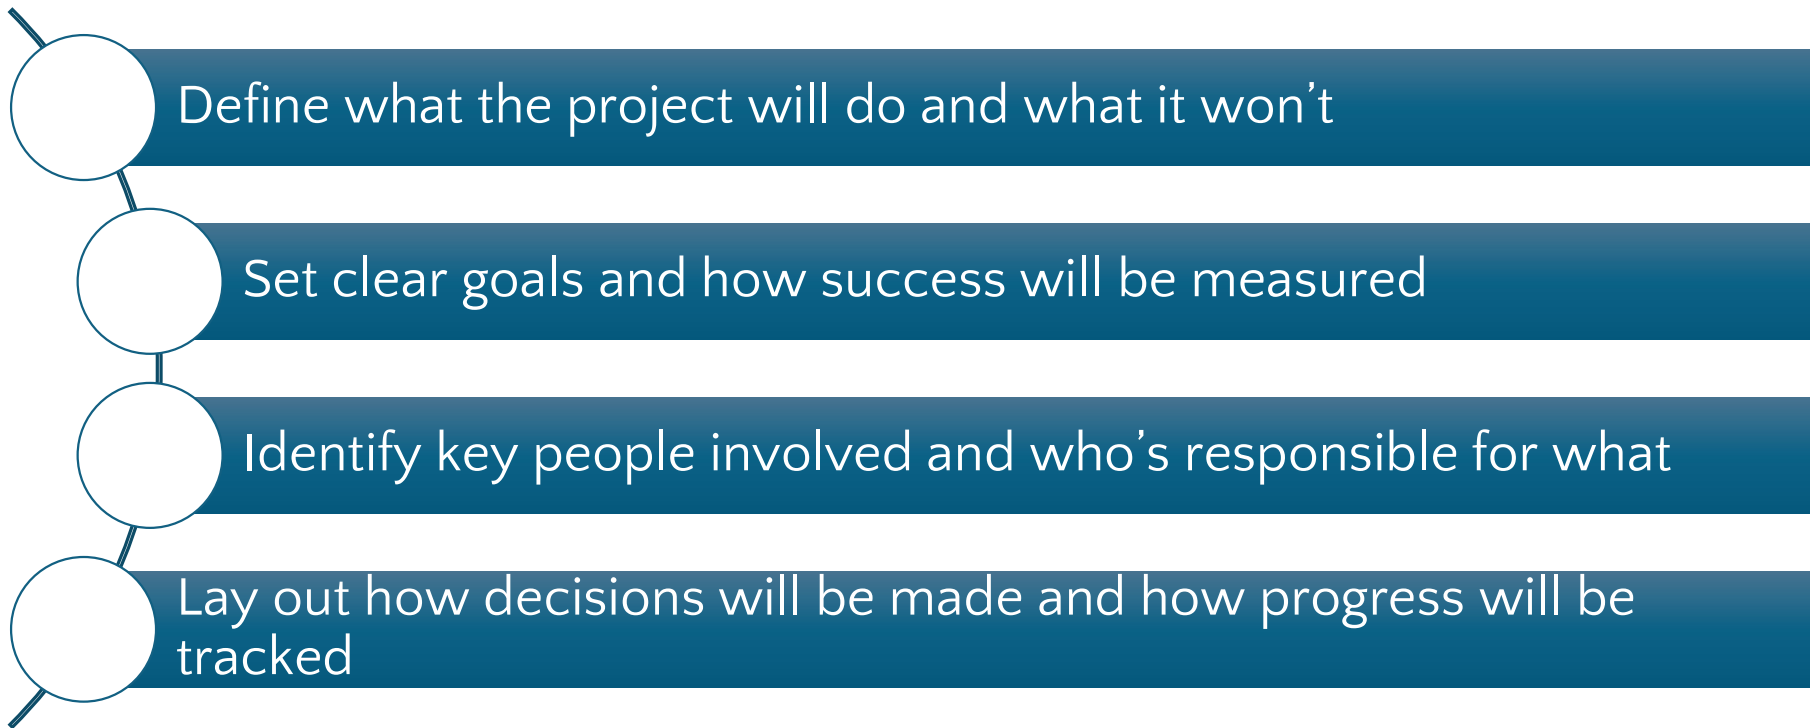 Define what the project will do and what it won’t
Set clear goals and how success will be measured
Identify key people involved and who’s responsible for what
Lay out how decisions will be made and how progress will be
tracked